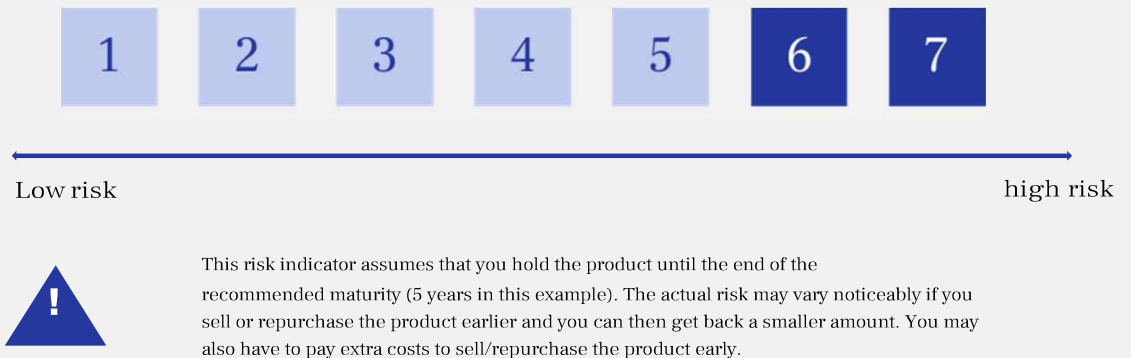 1 2 3 4 5 6 7
Low risk high risk
!
This risk indicator assumes that you hold the product until the end of the
recommended maturity (5 years in this example). The actual risk may vary noticeably if you
sell or repurchase the product earlier and you can then get back a smaller amount. You may
also have to pay extra costs to sell/repurchase the product early.